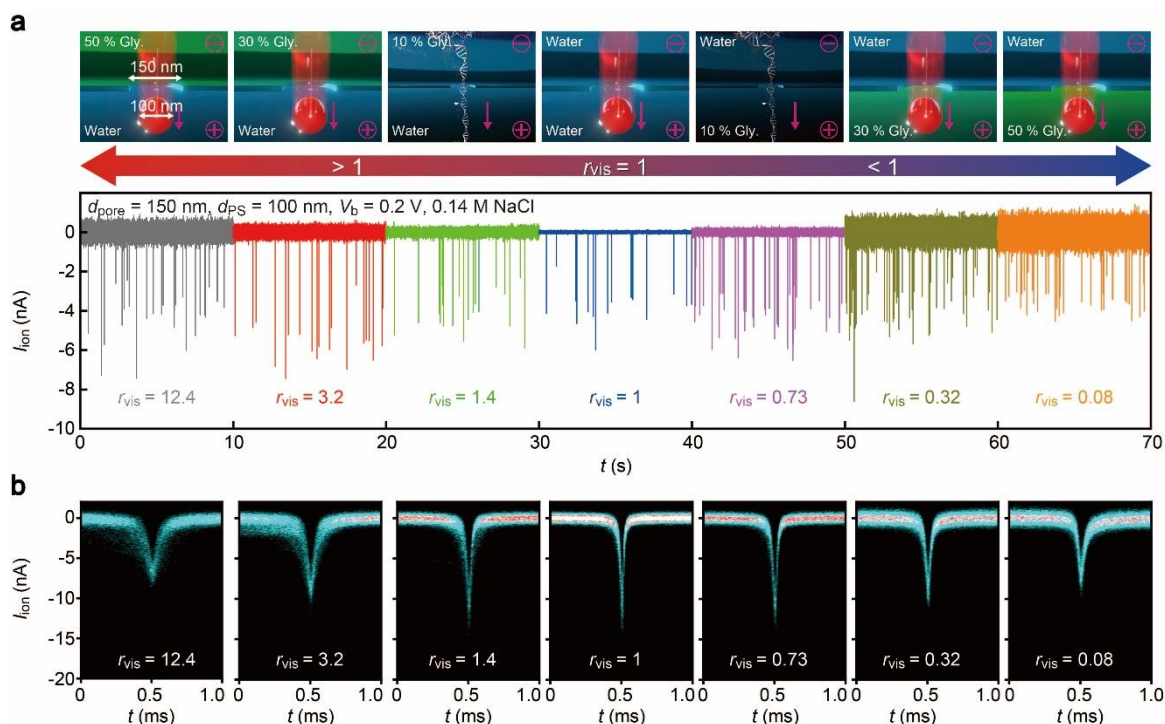 a
50 % Gly.
150 nm
100 nm
Water
30 % Gly.
Water
10 % Gly.
Water
Water
Water
Water
10 % Gly.
Water
30 % Gly.
Water
50 % Gly.
> 1
rvis = 1
< 1
dpore = 150 nm, dPS = 100 nm, Vb = 0.2 V, 0.14 M NaCl
Iion (nA)
0
-2
-4
-6
-8
-10
rvis = 12.4
rvis = 3.2
rvis = 1.4
rvis = 1
rvis = 0.73
rvis = 0.32
rvis = 0.08
0 10 20 30 40 50 60 70
t (s)
b
Iion (nA)
0
-5
-10
-15
-20
rvis = 12.4
rvis = 3.2
rvis = 1.4
rvis = 1
rvis = 0.73
rvis = 0.32
rvis = 0.08
0 0.5 1.0 0 0.5 1.0 0 0.5 1.0 0 0.5 1.0 0 0.5 1.0 0 0.5 1.0 0 0.5 1.0
t (ms) t (ms) t (ms) t (ms) t (ms) t (ms) t (ms)